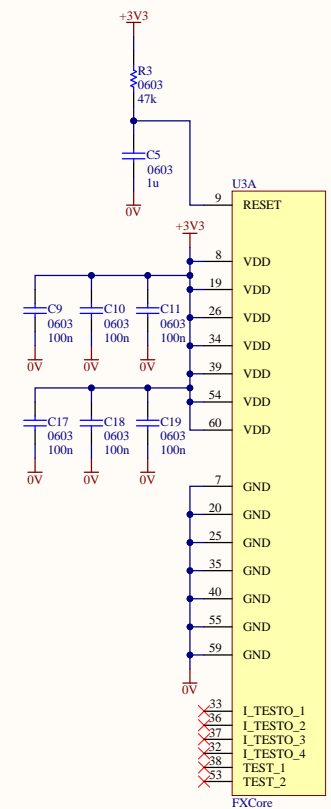 +3V3
R3
0603
47k
C5
0603
1u
0V
U3A
9 RESET
+3V3
8 VDD
19 VDD
26 VDD
34 VDD
39 VDD
54 VDD
60 VDD
C9 C10 C11
0603 0603 0603
100n 100n 100n
0V 0V 0V
C17 C18 C19
0603 0603 0603
100n 100n 100n
0V 0V 0V
7 GND
20 GND
25 GND
35 GND
40 GND
55 GND
59 GND
0V
33 I_TESTO_1
36 I_TESTO_2
37 I_TESTO_3
32 I_TESTO_4
38 TEST_1
53 TEST_2
FXCore